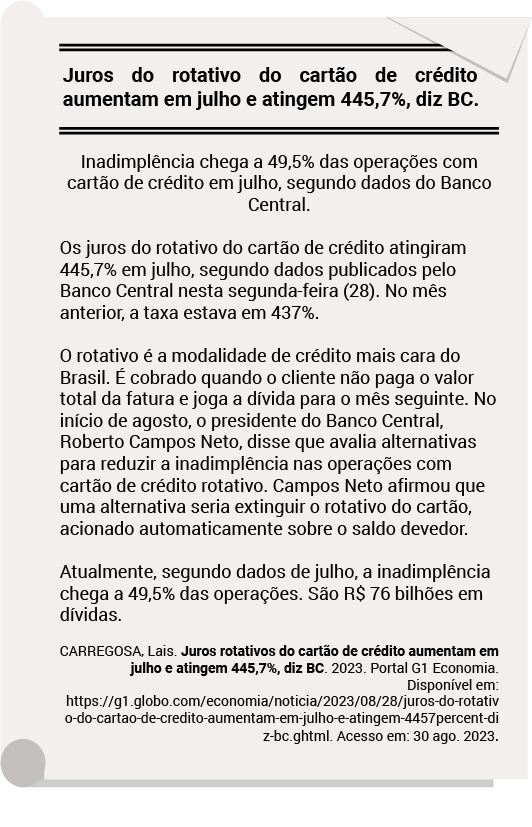 Juros do rotativo do cartão de crédito
aumentam em julho e atingem 445,7%, diz BC.
Inadimplência chega a 49,5% das operações com
cartão de crédito em julho, segundo dados do Banco
Central.
Os juros do rotativo do cartão de crédito atingiram
445,7% em julho, segundo dados publicados pelo
Banco Central nesta segunda-feira (28). No mês
anterior, a taxa estava em 437%.
O rotativo é a modalidade de crédito mais cara do
Brasil. É cobrado quando o cliente não paga o valor
total da fatura e joga a dívida para o mês seguinte. No
início de agosto, o presidente do Banco Central,
Roberto Campos Neto, disse que avalia alternativas
para reduzir a inadimplência nas operações com
cartão de crédito rotativo. Campos Neto afirmou que
uma alternativa seria extinguir o rotativo do cartão,
acionado automaticamente sobre o saldo devedor.
Atualmente, segundo dados de julho, a inadimplência
chega a 49,5% das operações. São R$ 76 bilhões em
dívidas.
CARREGOSA, Lais. Juros rotativos do cartão de crédito aumentam em
julho e atingem 445,7%, diz BC. 2023. Portal G1 Economia.
Disponível em:
https://g1.globo.com/economia/noticia/2023/08/28/juros-do-rotativ
o-do-cartao-de-credito-aumentam-em-julho-e-atingem-4457percent-di
z-bc.ghtml. Acesso em: 30 ago. 2023.